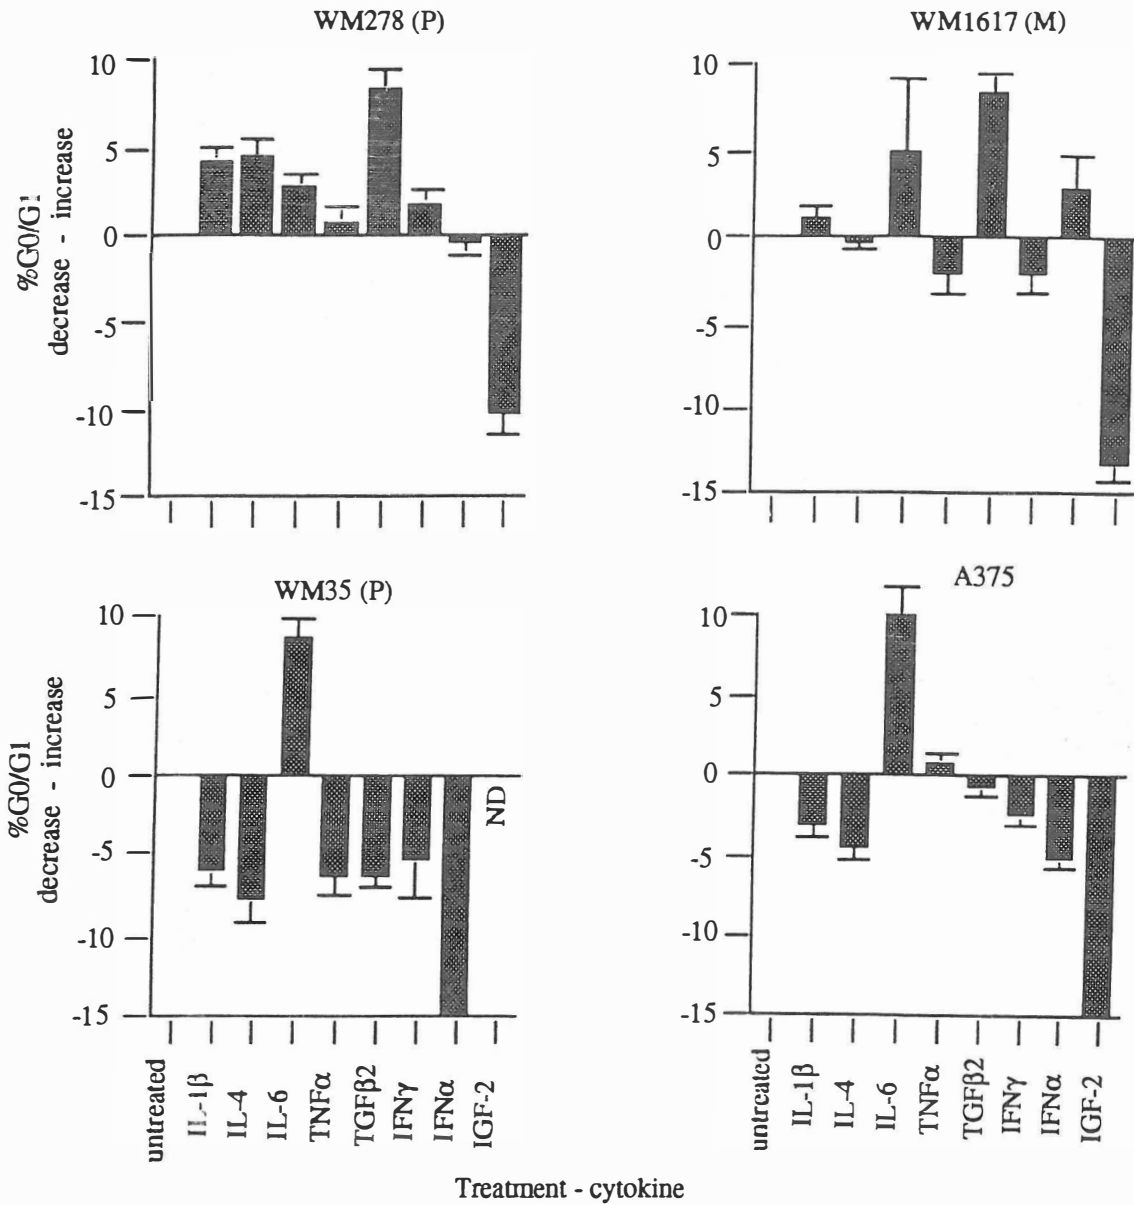 WM278 (P)
%G0/G1
decrease - increase
10
5
0
-5
-10
-15
WM1617 (M)
10
5
0
-5
-10
-15
WM35 (P)
%G0/G1
decrease - increase
10
5
0
-5
-10
-15
ND
untreated
IL-1β
IL-4
IL-6
TNFα
TGFβ2
IFNγ
IFNα
IGF-2
A375
10
5
0
-5
-10
-15
untreated
IL-1β
IL-4
IL-6
TNFα
TGFβ2
IFNγ
IFNα
IGF-2
Treatment - cytokine